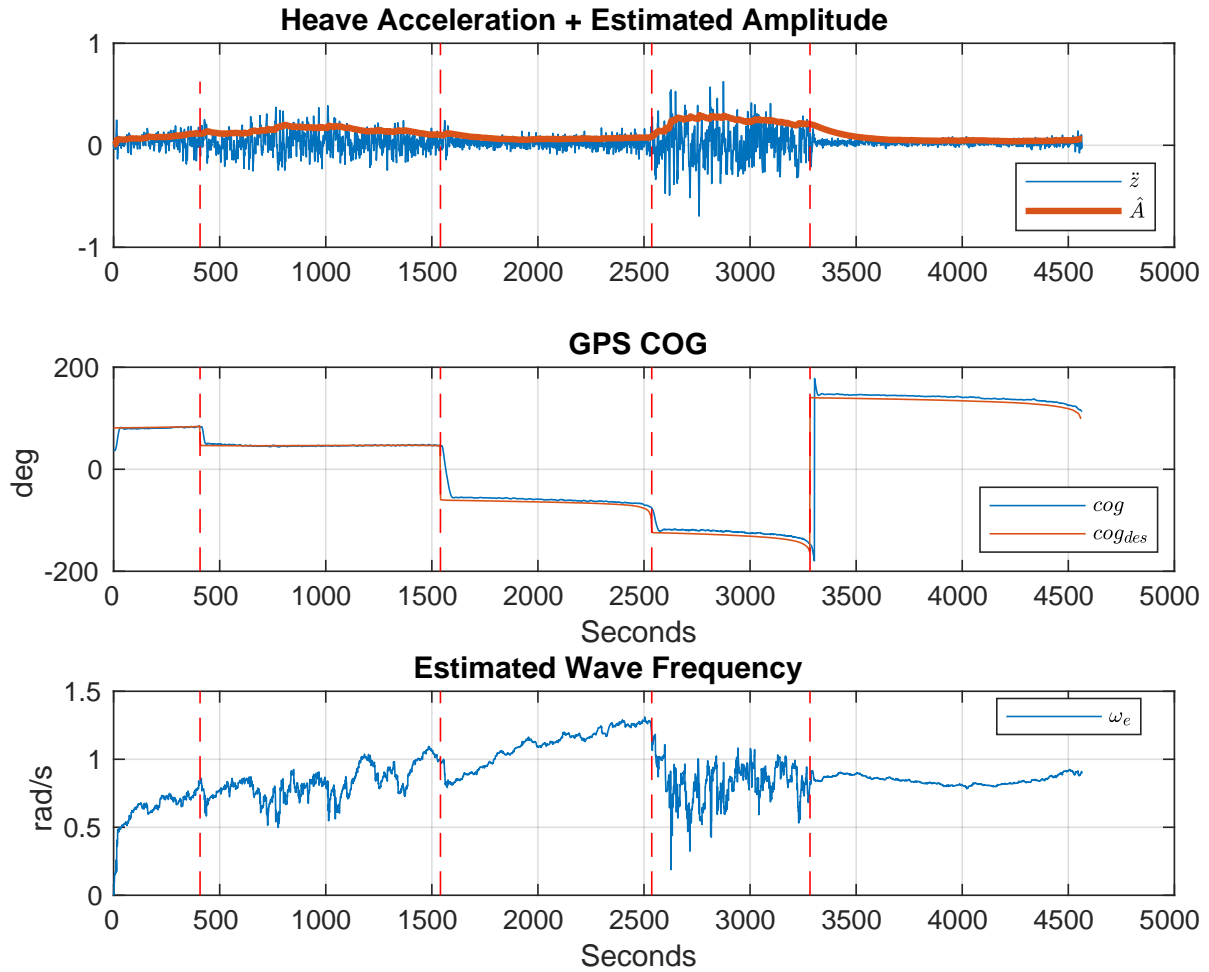 Heave Acceleration + Estimated Amplitude
1
0
-1
z̈
Â
0 500 1000 1500 2000 2500 3000 3500 4000 4500 5000
GPS COG
200
0
-200
deg
cog
cog_des
0 500 1000 1500 2000 2500 3000 3500 4000 4500 5000
Seconds
Estimated Wave Frequency
1.5
1
0.5
0
rad/s
ω_e
0 500 1000 1500 2000 2500 3000 3500 4000 4500 5000
Seconds